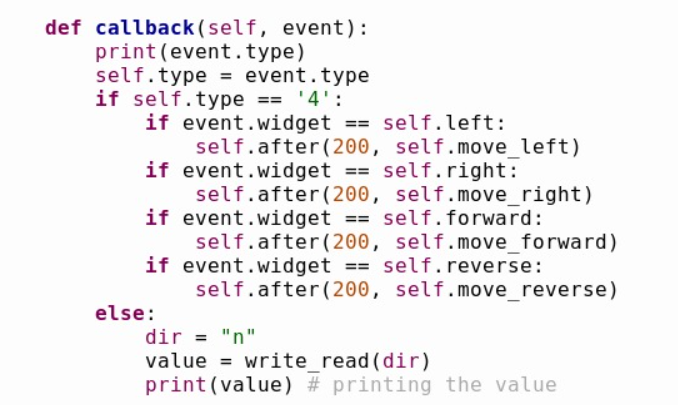 def callback(self, event):
    print(event.type)
    self.type = event.type
    if self.type == '4':
        if event.widget == self.left:
            self.after(200, self.move_left)
        if event.widget == self.right:
            self.after(200, self.move_right)
        if event.widget == self.forward:
            self.after(200, self.move_forward)
        if event.widget == self.reverse:
            self.after(200, self.move_reverse)
    else:
        dir = "n"
        value = write_read(dir)
        print(value) # printing the value